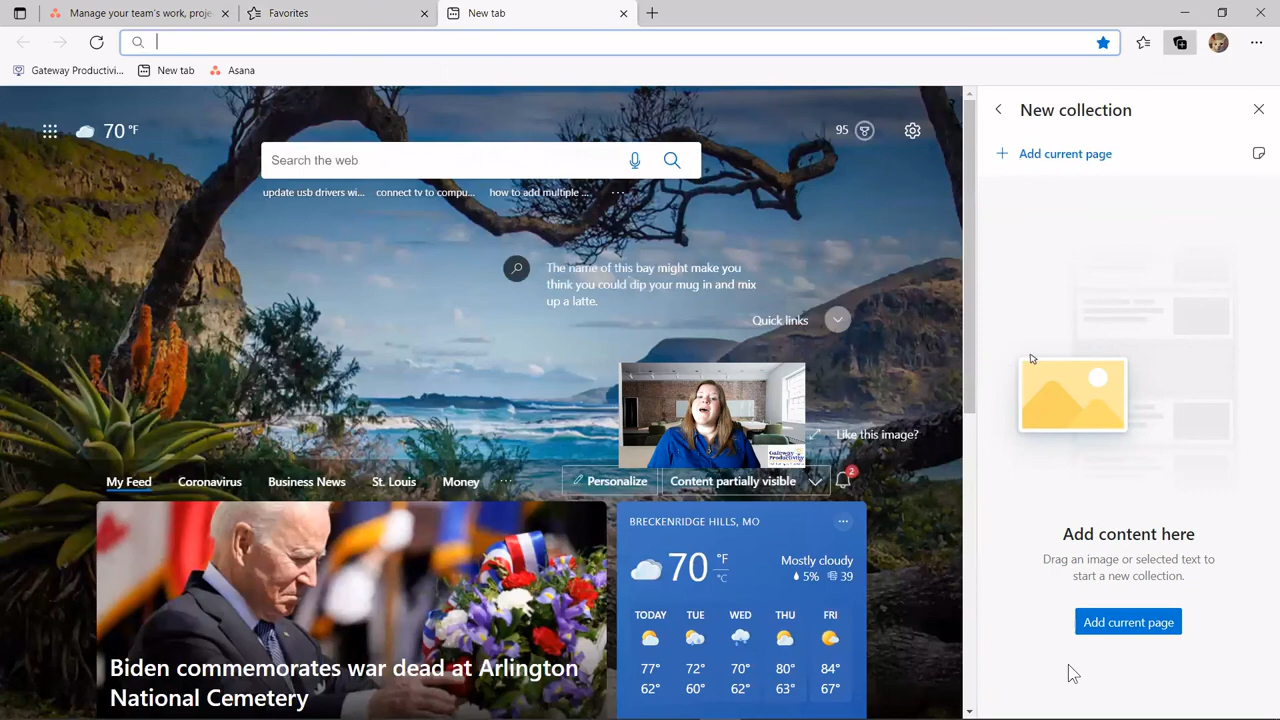 Manage your team's work, proje
Favorites
New tab
Gateway Productivi...
New tab
Asana
70 °F
95
Search the web
update usb drivers wi...
connect tv to compu...
how to add multiple ...
The name of this bay might make you
think you could dip your mug in and mix
up a latte.
Quick links
Like this image?
My Feed
Coronavirus
Business News
St. Louis
Money
Personalize
Content partially visible
2
Biden commemorates war dead at Arlington
National Cemetery
BRECKENRIDGE HILLS, MO
70 °F
°C
Mostly cloudy
5% 39
TODAY TUE WED THU FRI
77° 72° 70° 80° 84°
62° 60° 62° 63° 67°
Gateway
Productivity
New collection
Add current page
Add content here
Drag an image or selected text to
start a new collection.
Add current page